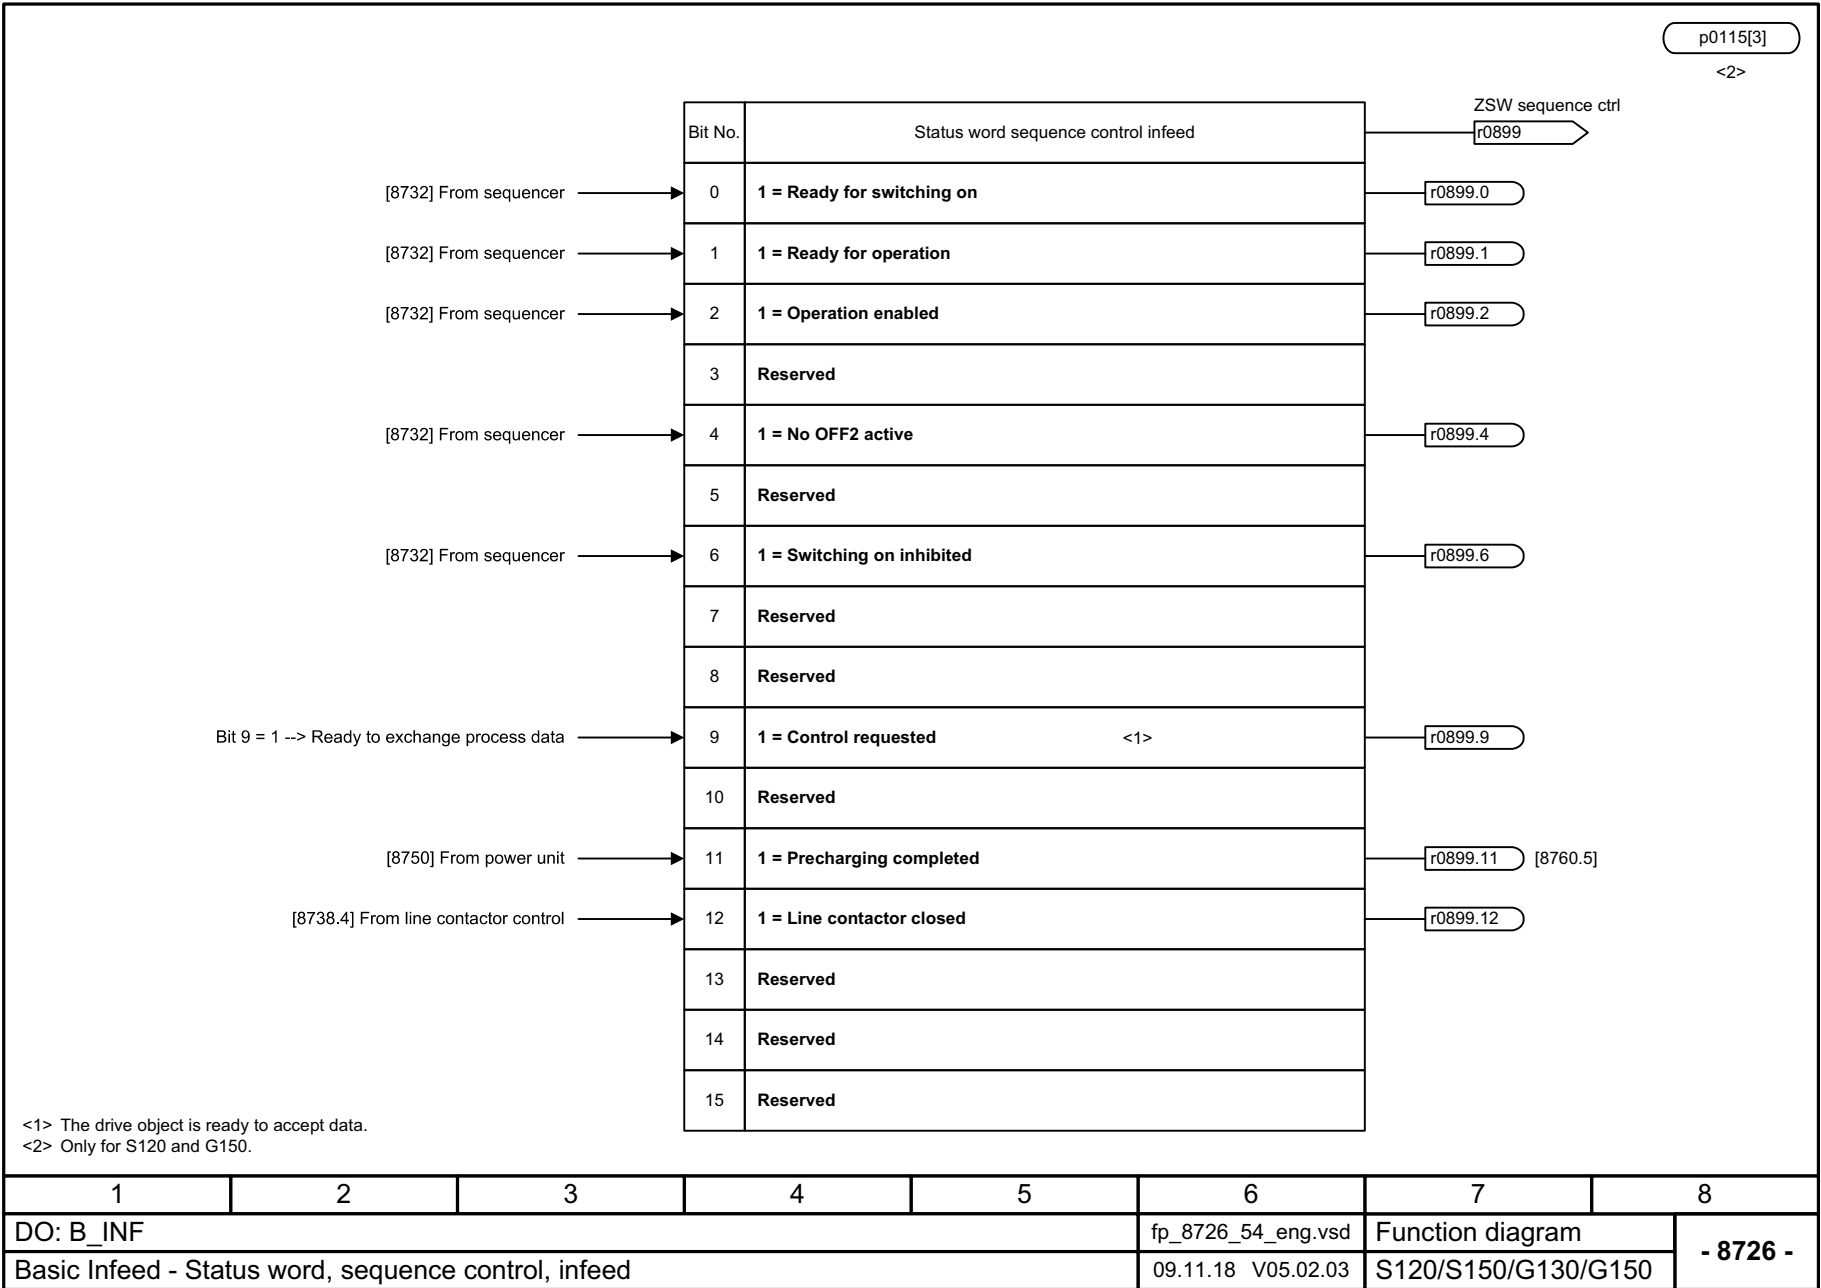 p0115[3]
<2>
ZSW sequence ctrl
Bit No. Status word sequence control infeed r0899
[8732] From sequencer 0 1 = Ready for switching on r0899.0
[8732] From sequencer 1 1 = Ready for operation r0899.1
[8732] From sequencer 2 1 = Operation enabled r0899.2
3 Reserved
[8732] From sequencer 4 1 = No OFF2 active r0899.4
5 Reserved
[8732] From sequencer 6 1 = Switching on inhibited r0899.6
7 Reserved
8 Reserved
Bit 9 = 1 --> Ready to exchange process data 9 1 = Control requested <1> r0899.9
10 Reserved
[8750] From power unit 11 1 = Precharging completed r0899.11 [8760.5]
[8738.4] From line contactor control 12 1 = Line contactor closed r0899.12
13 Reserved
14 Reserved
15 Reserved
<1> The drive object is ready to accept data.
<2> Only for S120 and G150.
1 2 3 4 5 6 7 8
DO: B_INF fp_8726_54_eng.vsd Function diagram - 8726 -
Basic Infeed - Status word, sequence control, infeed 09.11.18 V05.02.03 S120/S150/G130/G150